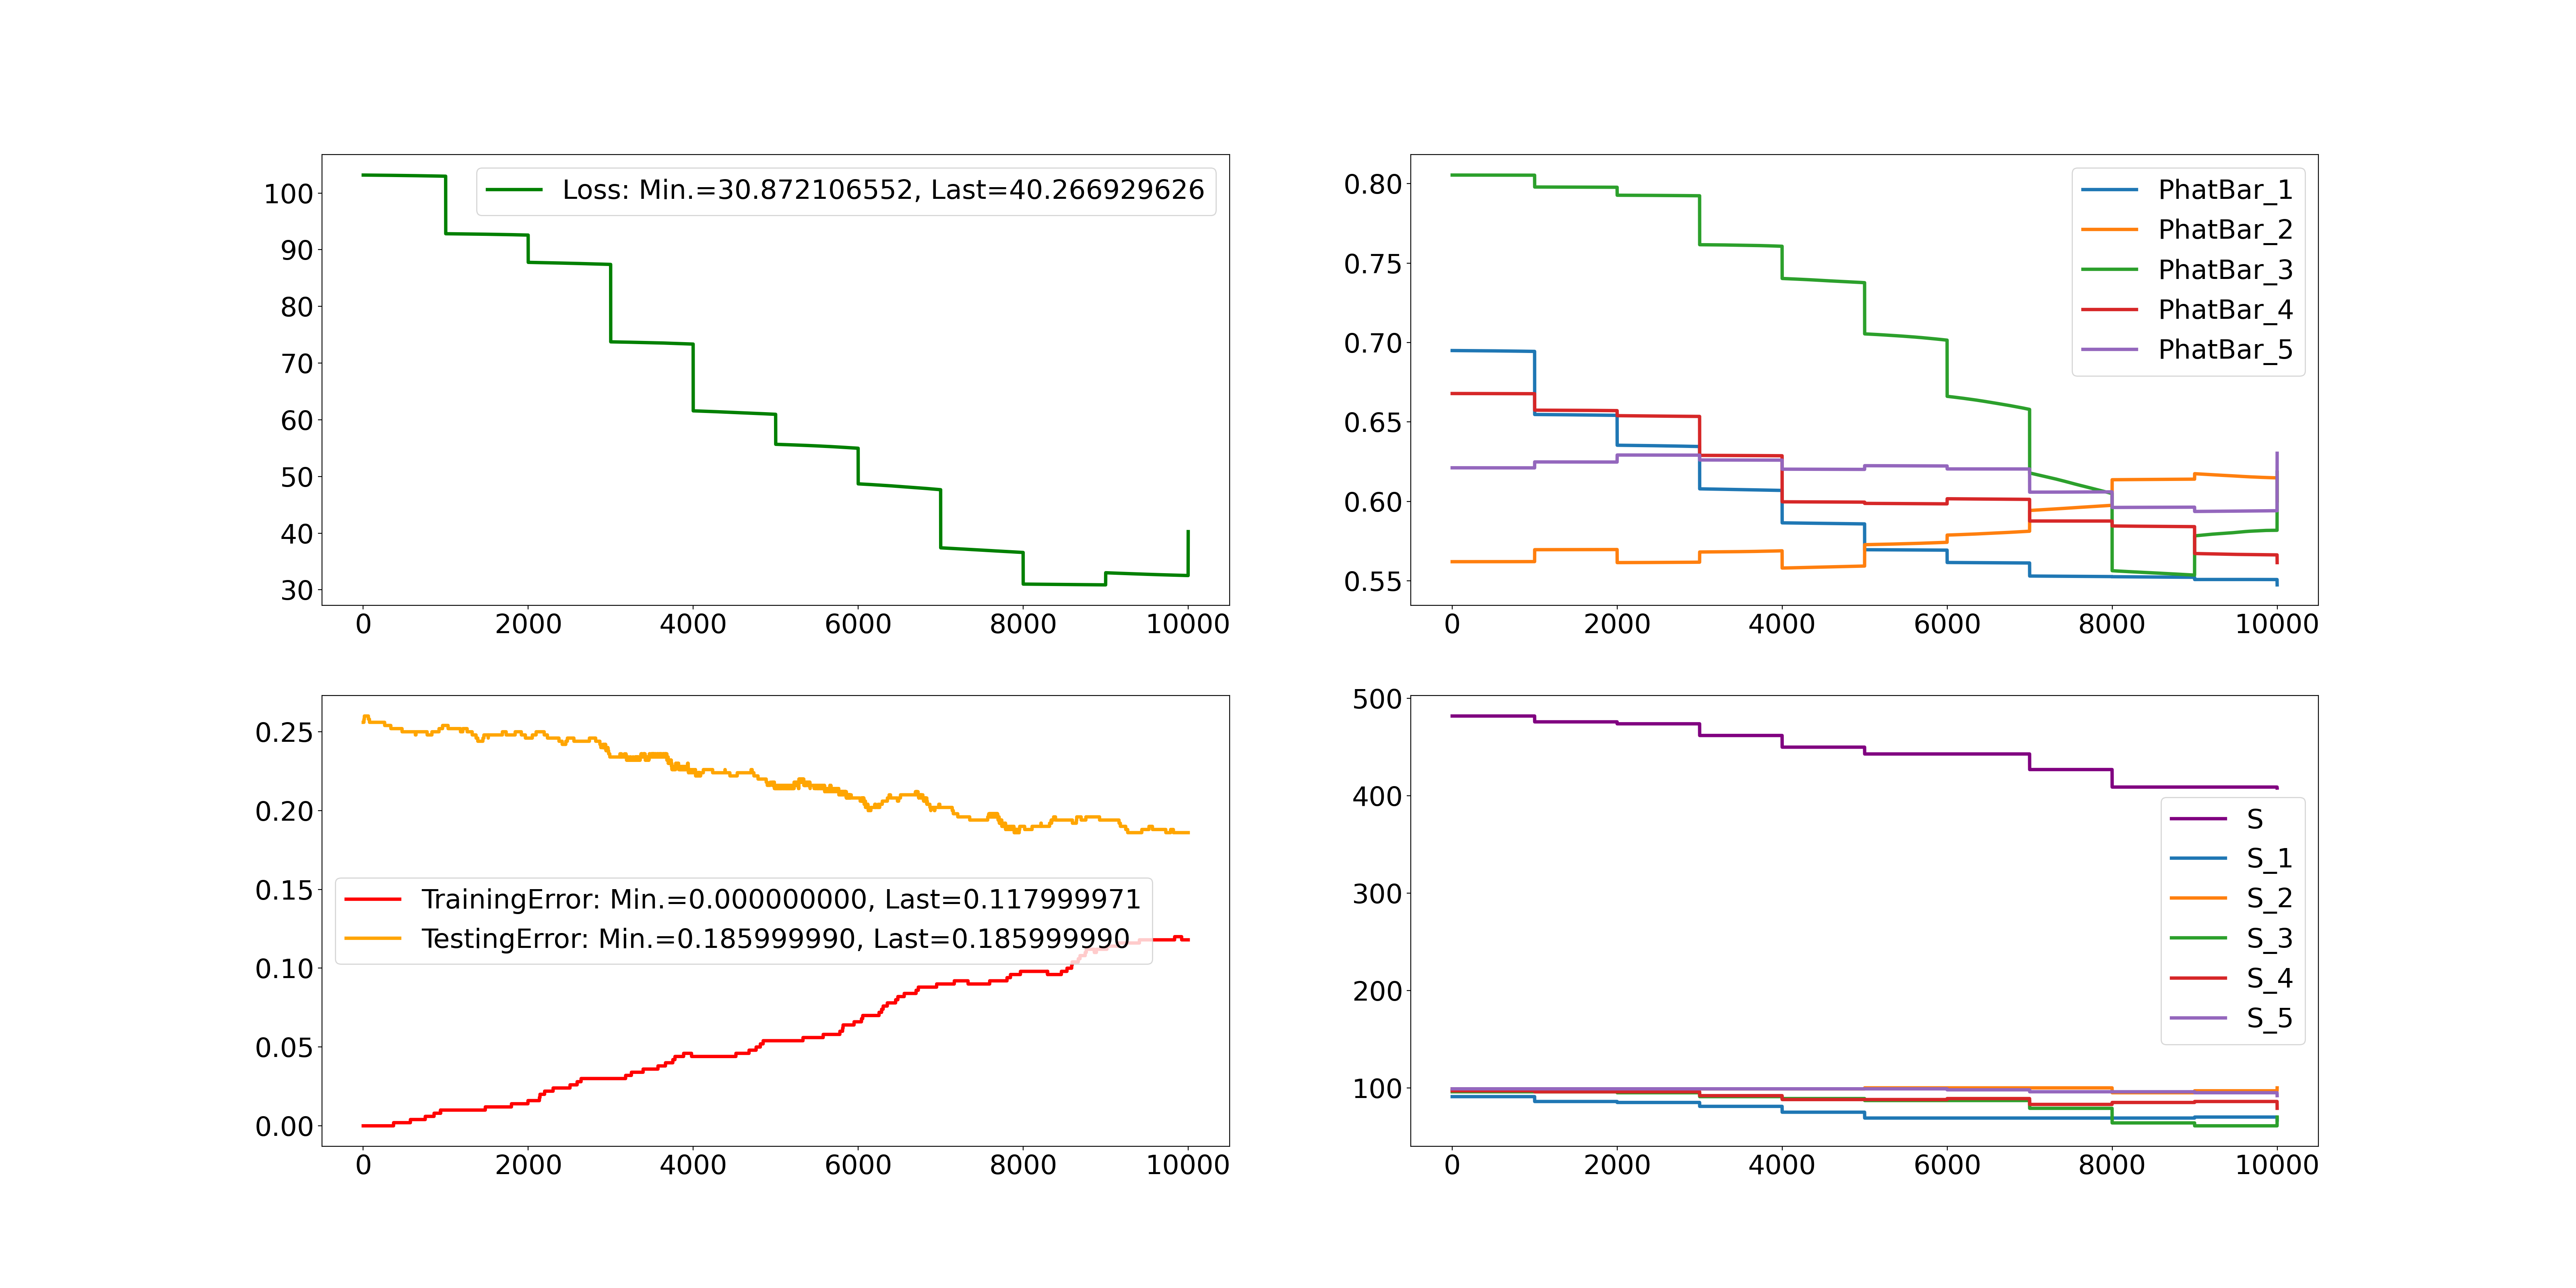 100
90
80
70
60
50
40
30
0 2000 4000 6000 8000 10000
Loss: Min.=30.872106552, Last=40.266929626
0.80
0.75
0.70
0.65
0.60
0.55
0 2000 4000 6000 8000 10000
PhatBar_1
PhatBar_2
PhatBar_3
PhatBar_4
PhatBar_5
0.25
0.20
0.15
0.10
0.05
0.00
0 2000 4000 6000 8000 10000
TrainingError: Min.=0.000000000, Last=0.117999971
TestingError: Min.=0.185999990, Last=0.185999990
500
400
300
200
100
0 2000 4000 6000 8000 10000
S
S_1
S_2
S_3
S_4
S_5